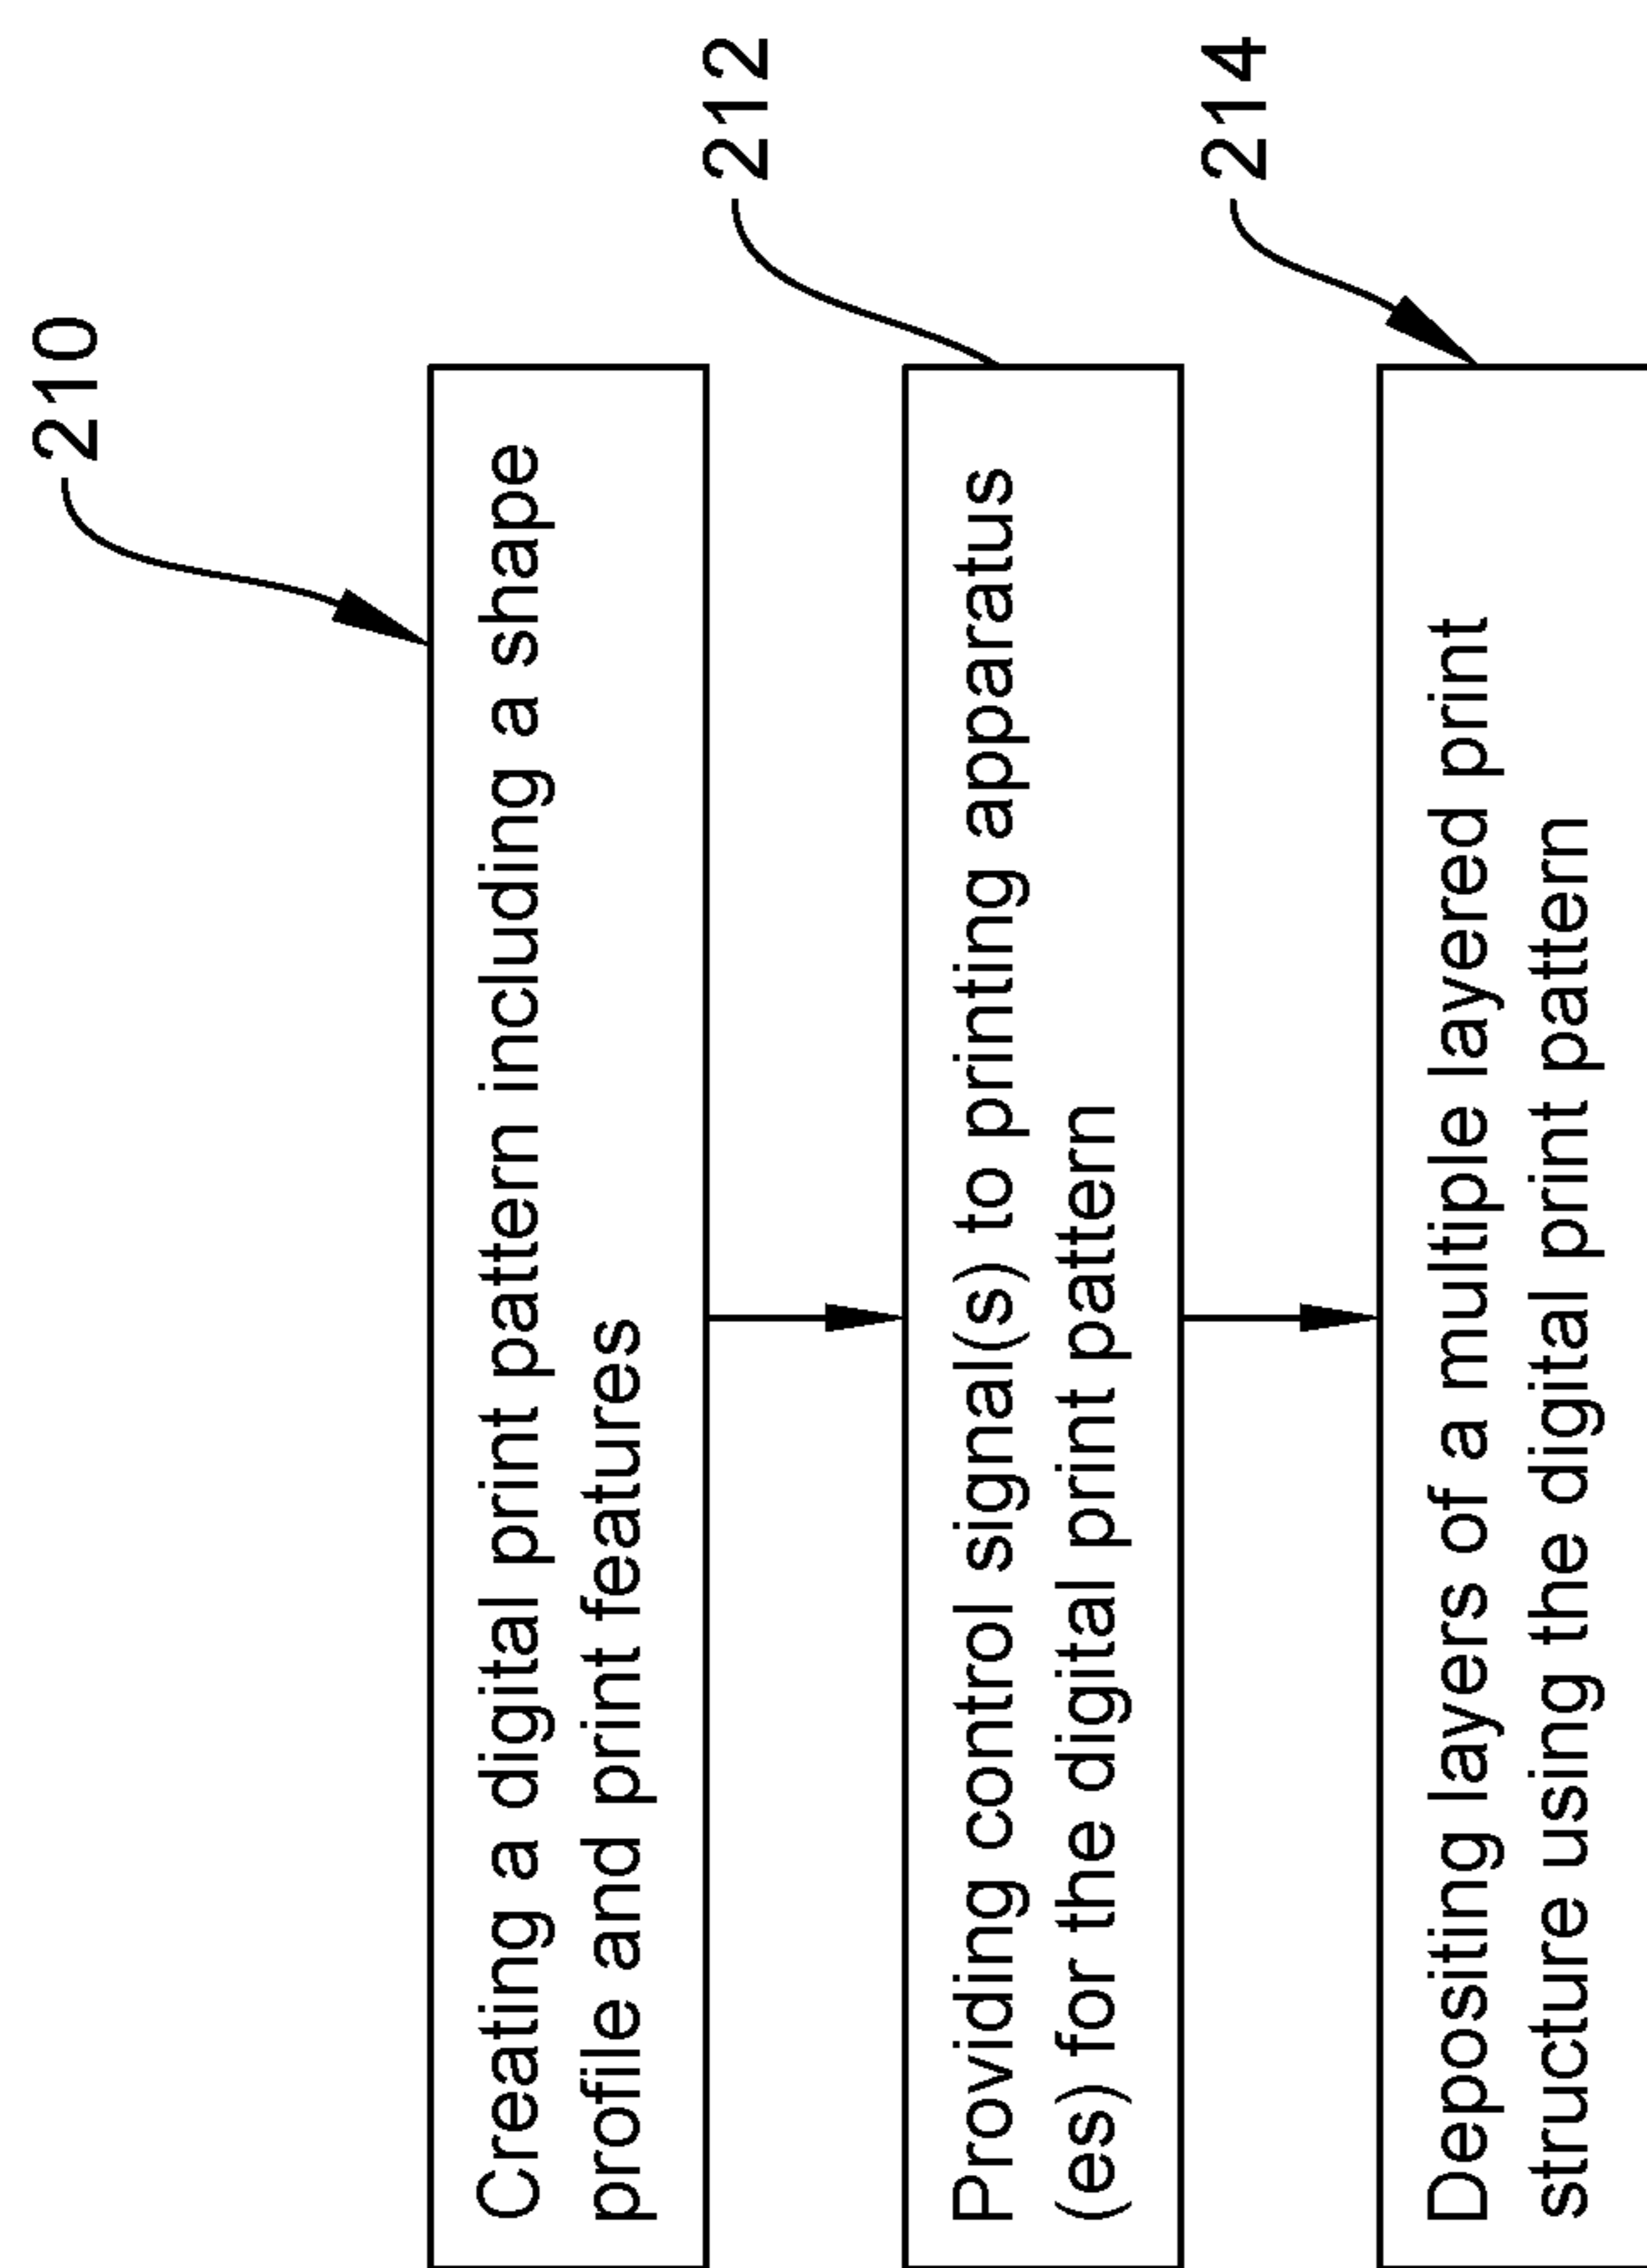 210
Creating a digital print pattern including a shape
profile and print features
212
Providing control signal(s) to printing apparatus
(es) for the digital print pattern
214
Depositing layers of a multiple layered print
structure using the digital print pattern